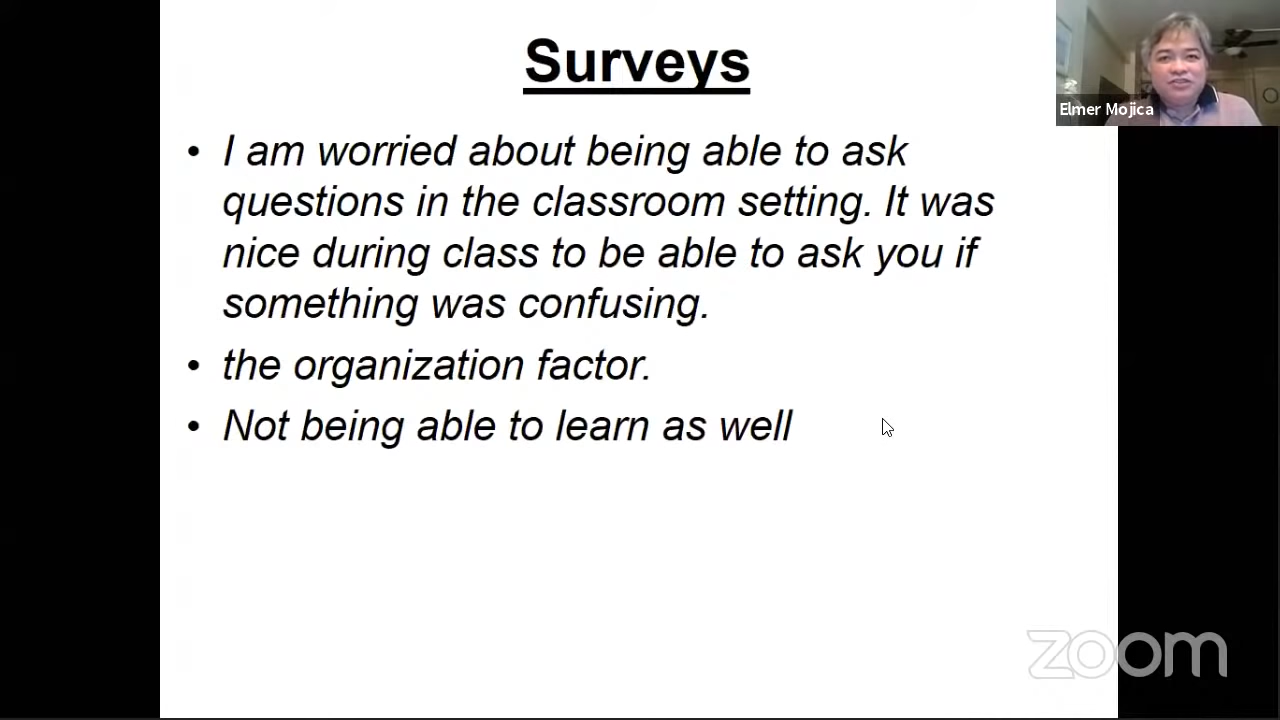 Surveys
Elmer Mojica
• I am worried about being able to ask
questions in the classroom setting. It was
nice during class to be able to ask you if
something was confusing.
• the organization factor.
• Not being able to learn as well
zoom